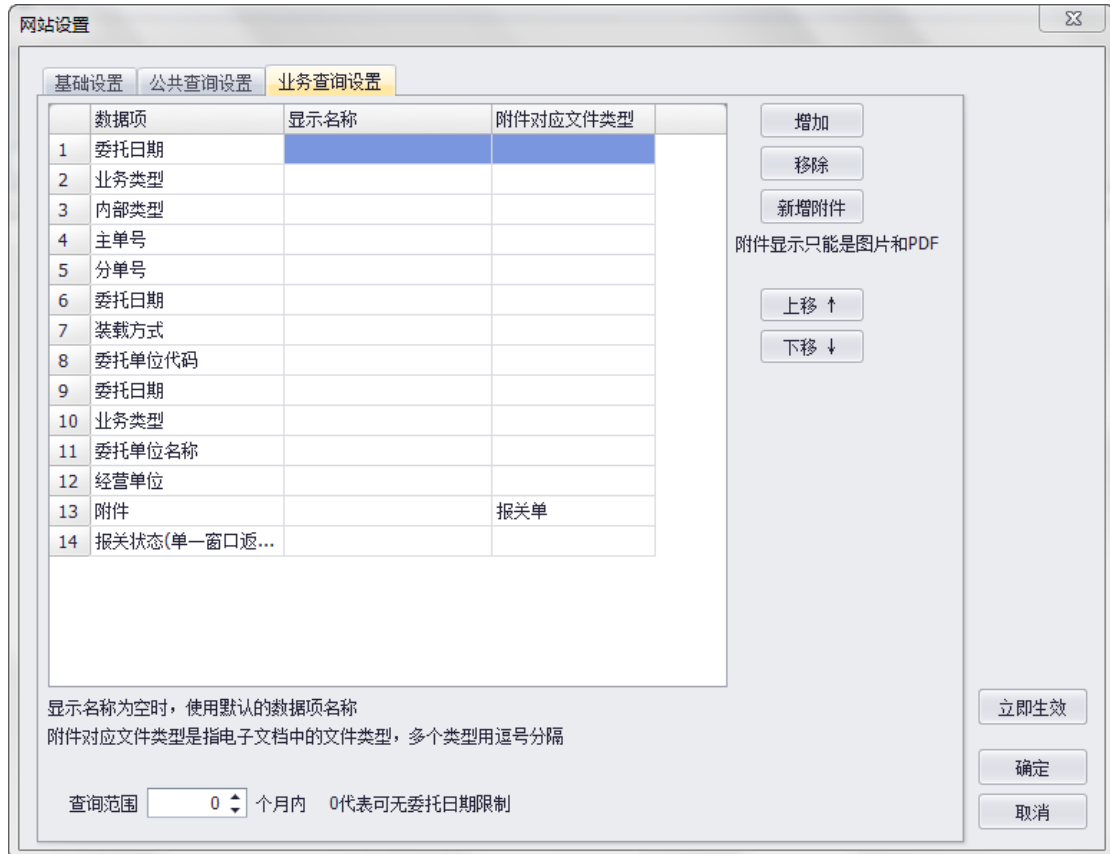 网站设置
基础设置 公共查询设置 业务查询设置
数据项 显示名称 附件对应文件类型
1 委托日期
2 业务类型
3 内部类型
4 主单号
5 分单号
6 委托日期
7 装载方式
8 委托单位代码
9 委托日期
10 业务类型
11 委托单位名称
12 经营单位
13 附件 报关单
14 报关状态(单一窗口返...
增加
移除
新增附件
附件显示只能是图片和PDF
上移 ↑
下移 ↓
显示名称为空时，使用默认的数据项名称
附件对应文件类型是指电子文档中的文件类型，多个类型用逗号分隔
查询范围 0 个月内 0代表可无委托日期限制
立即生效
确定
取消